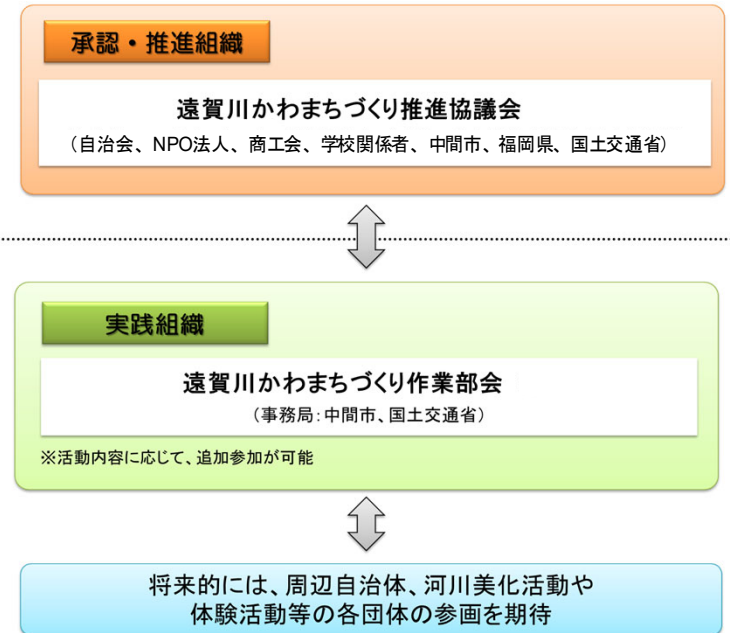 承認・推進組織
遠賀川かわまちづくり推進協議会
（自治会、NPO法人、商工会、学校関係者、中間市、福岡県、国土交通省）
実践組織
遠賀川かわまちづくり作業部会
（事務局：中間市、国土交通省）
※活動内容に応じて、追加参加が可能
将来的には、周辺自治体、河川美化活動や
体験活動等の各団体の参画を期待